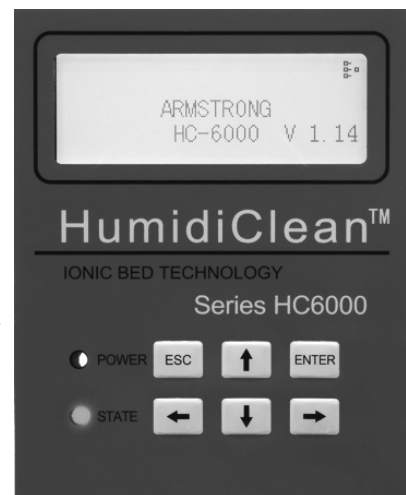 ARMSTRONG
HC-6000 V 1.14
HumidiClean™
IONIC BED TECHNOLOGY
Series HC6000
POWER ESC ↑ ENTER
STATE ← ↓ →